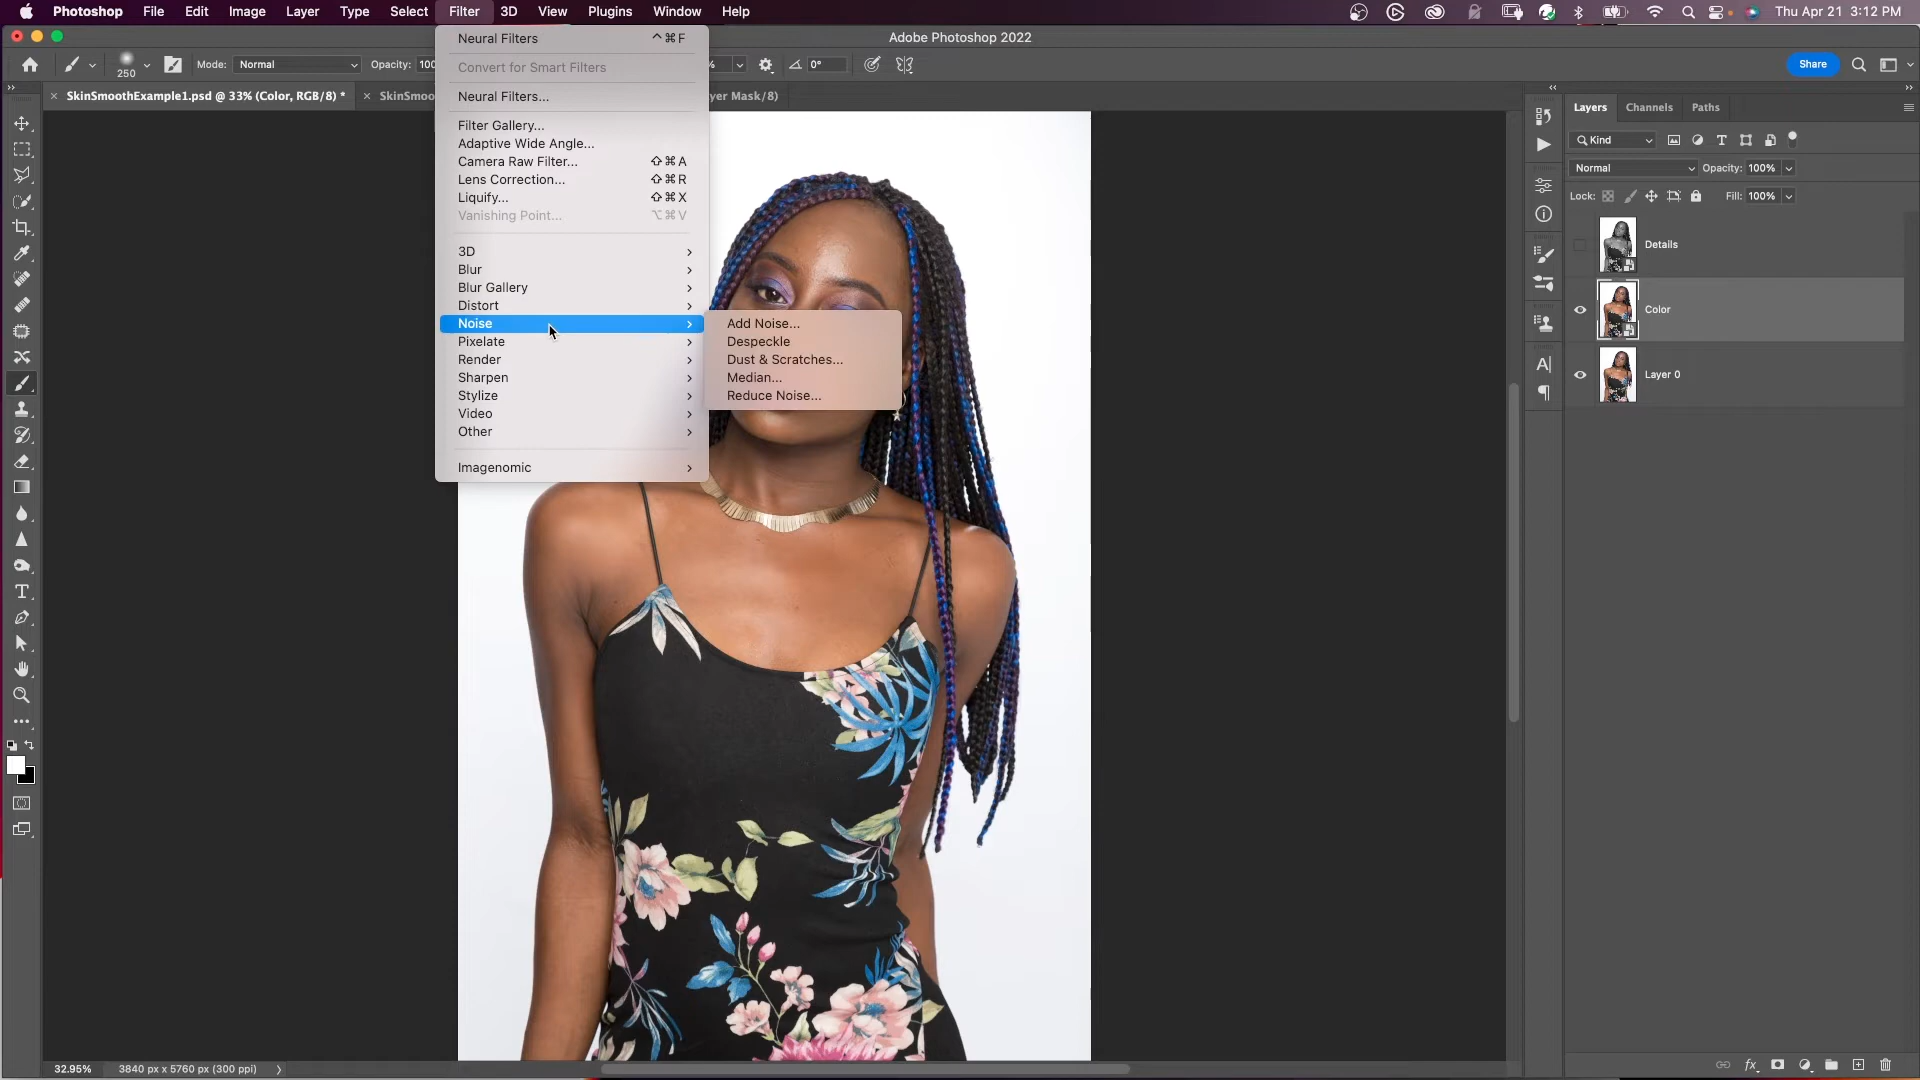 Photoshop File Edit Image Layer Type Select Filter 3D View Plugins Window Help Thu Apr 21 3:12 PM
Adobe Photoshop 2022
250 Mode: Normal Opacity: 100 % 0° Share
SkinSmoothExample1.psd @ 33% (Color, RGB/8) * SkinSmoo yer Mask/8)
Neural Filters ^⌘F
Convert for Smart Filters
Neural Filters...
Filter Gallery...
Adaptive Wide Angle...
Camera Raw Filter... ⇧⌘A
Lens Correction... ⇧⌘R
Liquify... ⇧⌘X
Vanishing Point... ⌥⌘V
3D
Blur
Blur Gallery
Distort
Noise
Pixelate
Render
Sharpen
Stylize
Video
Other
Imagenomic
Add Noise...
Despeckle
Dust & Scratches...
Median...
Reduce Noise...
Layers Channels Paths
Kind
Normal Opacity: 100%
Lock: Fill: 100%
Details
Color
Layer 0
32.95% 3840 px x 5760 px (300 ppi)